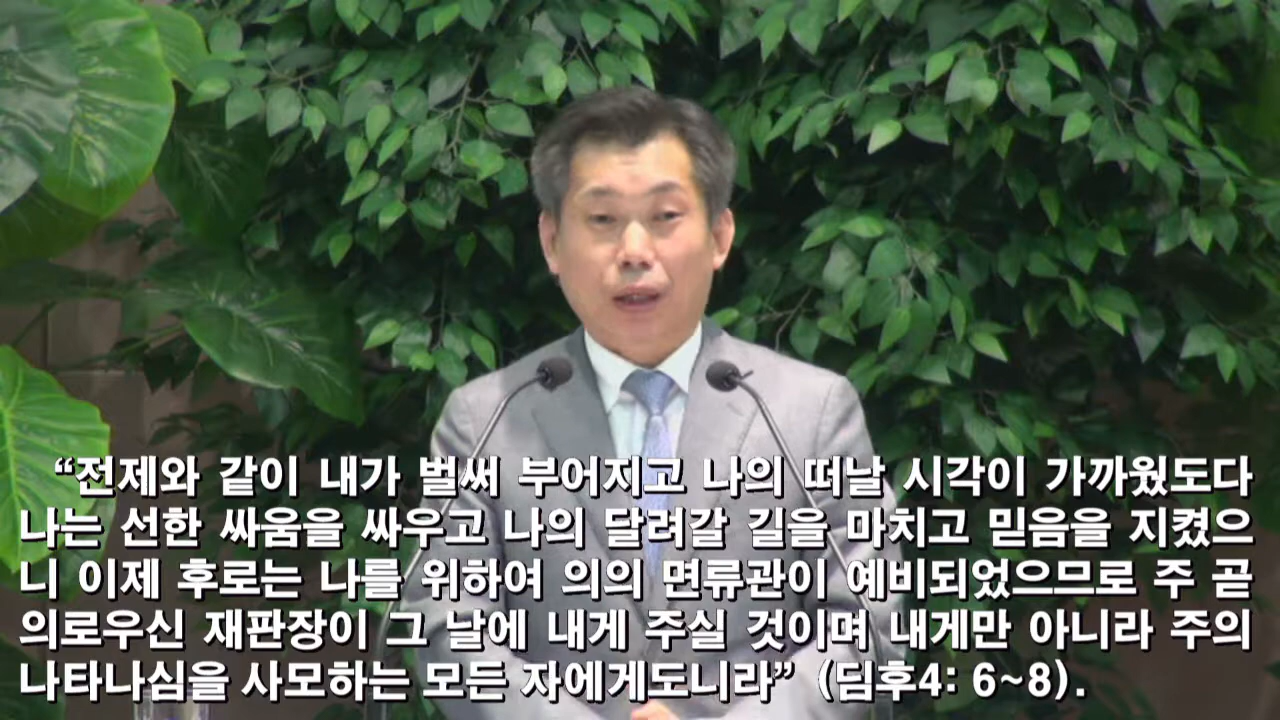 “전제와 같이 내가 벌써 부어지고 나의 떠날 시각이 가까웠도다
나는 선한 싸움을 싸우고 나의 달려갈 길을 마치고 믿음을 지켰으
니 이제 후로는 나를 위하여 의의 면류관이 예비되었으므로 주 곧
의로우신 재판장이 그 날에 내게 주실 것이며 내게만 아니라 주의
나타나심을 사모하는 모든 자에게도니라” (딤후4: 6~8).